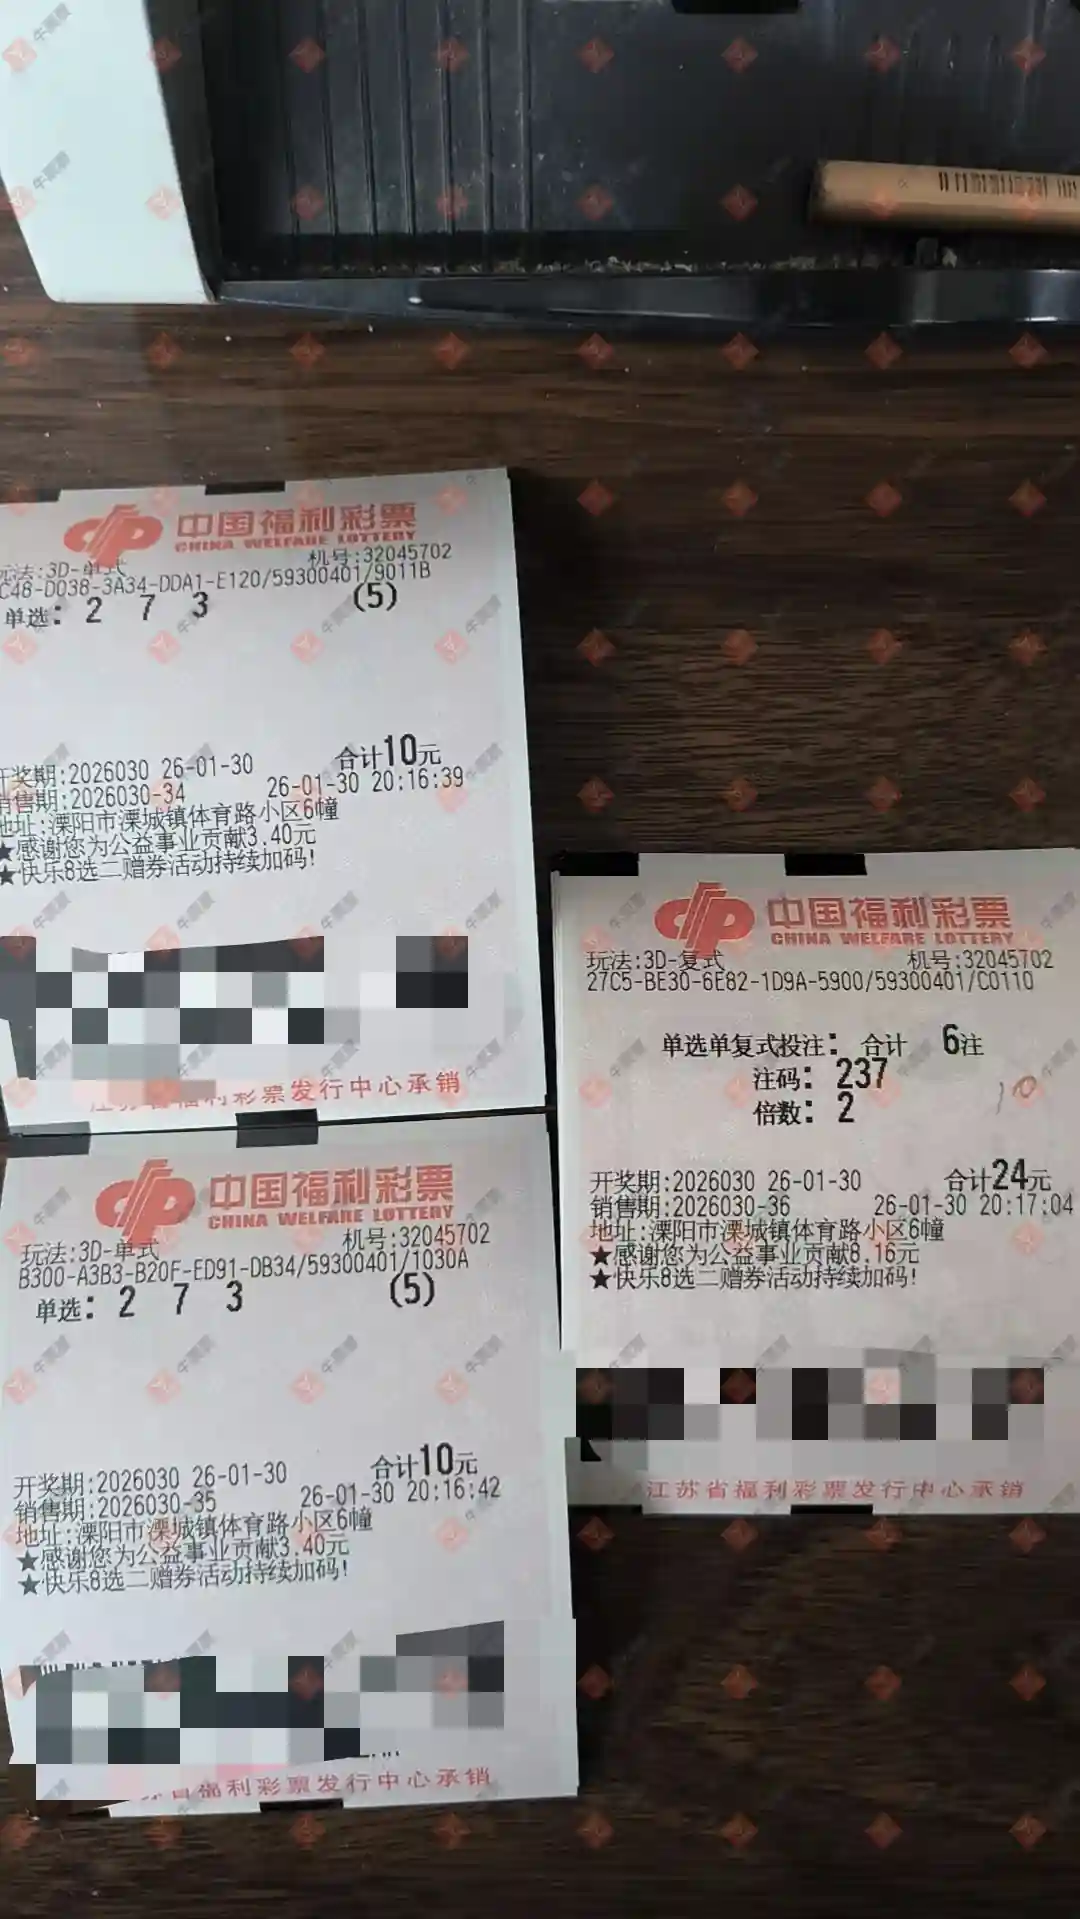 中国福利彩票
CHINA WELFARE LOTTERY
玩法:3D-单式 机号:32045702
C48-D038-3A34-DDA1-E120/59300401/9011B
单选: 2 7 3 (5)
合计10元
开奖期:2026030 26-01-30
销售期:2026030-34 26-01-30 20:16:39
地址:溧阳市溧城镇体育路小区6幢
★感谢您为公益事业贡献3.40元
★快乐8选二赠券活动持续加码!
福利彩票发行中心承销
中国福利彩票
CHINA WELFARE LOTTERY
玩法:3D-单式 机号:32045702
B300-A3B3-B20F-ED91-DB34/59300401/1030A
单选: 2 7 3 (5)
合计10元
开奖期:2026030 26-01-30
销售期:2026030-35 26-01-30 20:16:42
地址:溧阳市溧城镇体育路小区6幢
★感谢您为公益事业贡献3.40元
★快乐8选二赠券活动持续加码!
省福利彩票发行中心承销
中国福利彩票
CHINA WELFARE LOTTERY
玩法:3D-复式 机号:32045702
27C5-BE30-6E82-1D9A-5900/59300401/C0110
单选单复式投注: 合计 6注
注码: 237
倍数: 2
10
开奖期:2026030 26-01-30 合计24元
销售期:2026030-36 26-01-30 20:17:04
地址:溧阳市溧城镇体育路小区6幢
★感谢您为公益事业贡献8.16元
★快乐8选二赠券活动持续加码!
江苏省福利彩票发行中心承销